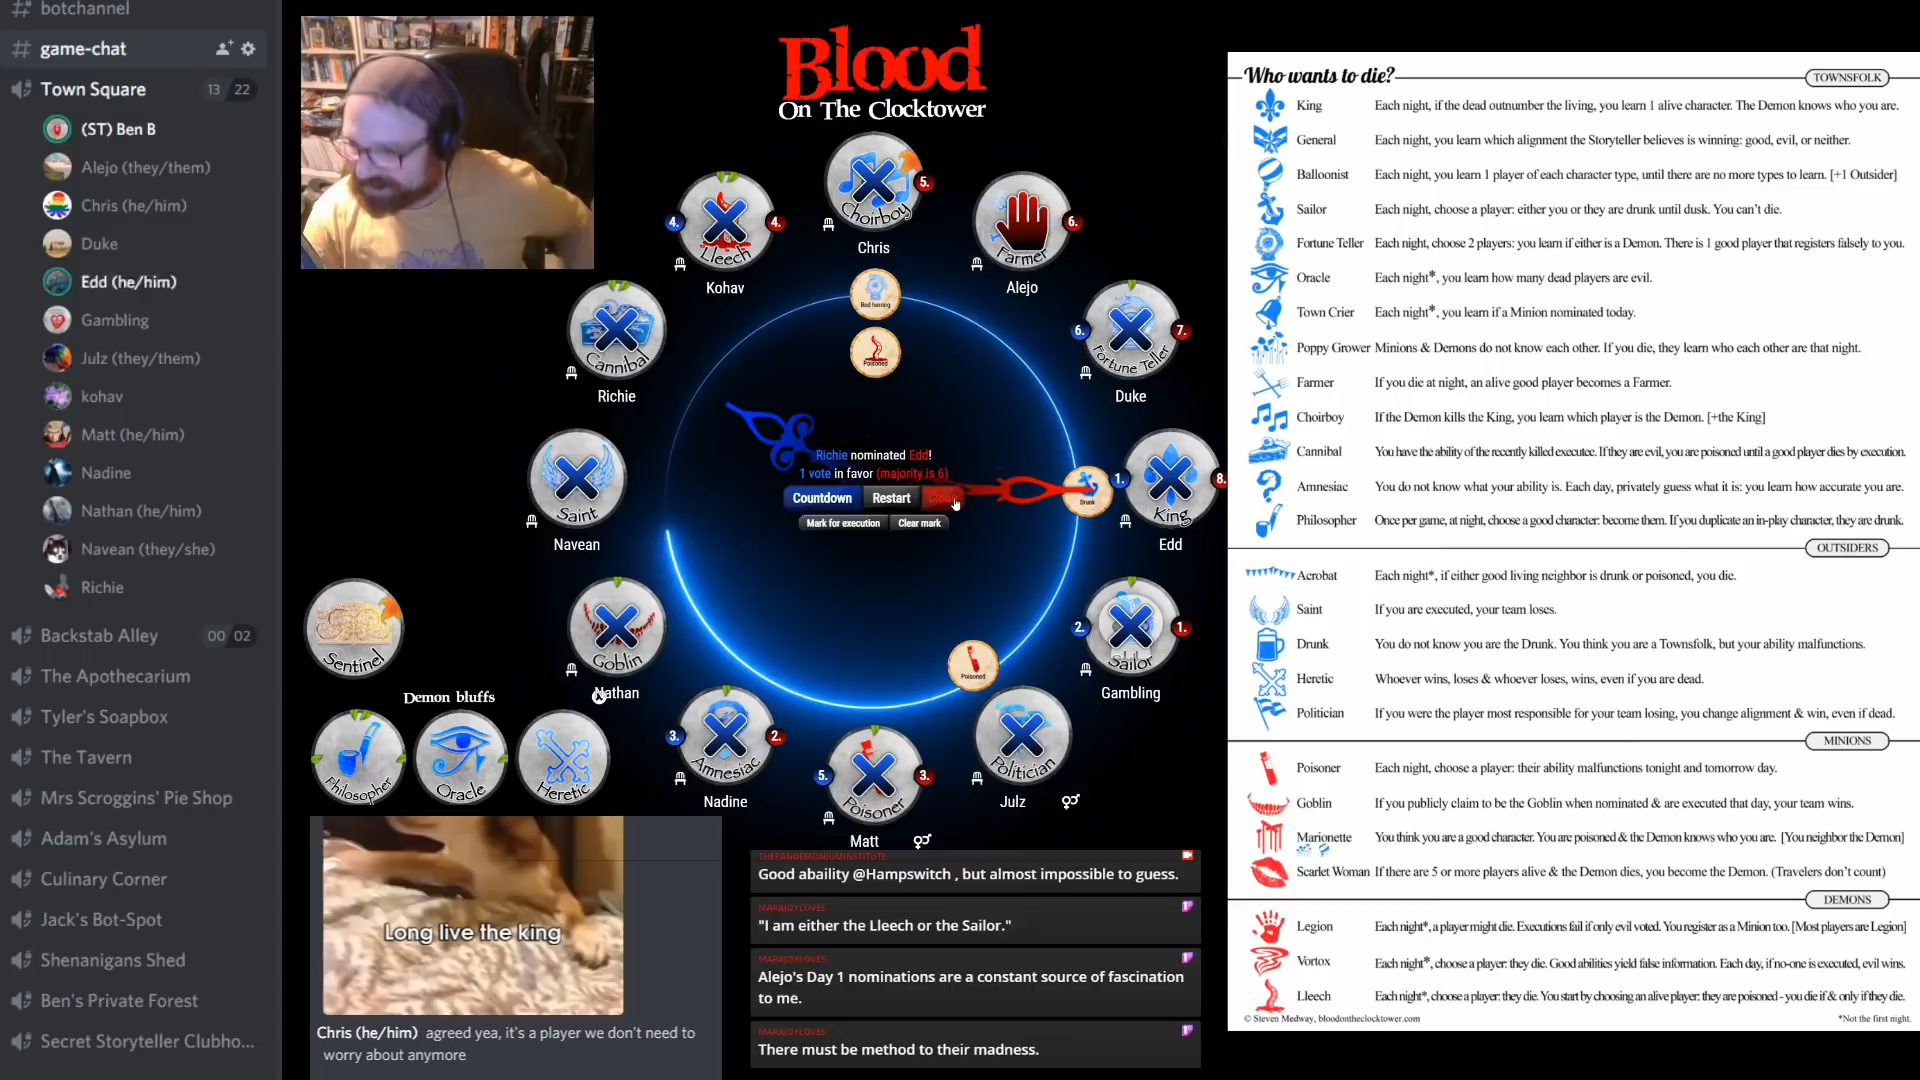 botchannel
game-chat
Town Square 13 22
(ST) Ben B
Alejo (they/them)
Chris (he/him)
Duke
Edd (he/him)
Gambling
Julz (they/them)
kohav
Matt (he/him)
Nadine
Nathan (he/him)
Navean (they/she)
Richie
Backstab Alley 00 02
The Apothecarium
Tyler's Soapbox
The Tavern
Mrs Scroggins' Pie Shop
Adam's Asylum
Culinary Corner
Jack's Bot-Spot
Shenanigans Shed
Ben's Private Forest
Secret Storyteller Clubho...
Blood
On The Clocktower
Choirboy
5.
Chris
Lleech
4. 4.
Kohav
Farmer
6.
Alejo
Cannibal
Richie
Fortune Teller
6. 7.
Duke
Red herring
Poisoned
Saint
Navean
King
1. 8.
Edd
Drunk
Richie nominated Edd!
1 vote in favor (majority is 6)
Countdown Restart
Mark for execution Clear mark
Goblin
Nathan
Sailor
2. 1.
Gambling
Poisoned
Amnesiac
3. 2.
Nadine
Poisoner
5. 3.
Matt
Politician
Julz
Sentinel
Demon bluffs
Philosopher
Oracle
Heretic
Long live the king
Chris (he/him) agreed yea, it's a player we don't need to
worry about anymore
THEPANDEMONIUMINSTITUTE
Good abaility @Hampswitch , but almost impossible to guess.
MARAJOYLOVES
"I am either the Lleech or the Sailor."
MARAJOYLOVES
Alejo's Day 1 nominations are a constant source of fascination
to me.
MARAJOYLOVES
There must be method to their madness.
Who wants to die?
TOWNSFOLK
King Each night, if the dead outnumber the living, you learn 1 alive character. The Demon knows who you are.
General Each night, you learn which alignment the Storyteller believes is winning: good, evil, or neither.
Balloonist Each night, you learn 1 player of each character type, until there are no more types to learn. [+1 Outsider]
Sailor Each night, choose a player: either you or they are drunk until dusk. You can't die.
Fortune Teller Each night, choose 2 players: you learn if either is a Demon. There is 1 good player that registers falsely to you.
Oracle Each night*, you learn how many dead players are evil.
Town Crier Each night*, you learn if a Minion nominated today.
Poppy Grower Minions & Demons do not know each other. If you die, they learn who each other are that night.
Farmer If you die at night, an alive good player becomes a Farmer.
Choirboy If the Demon kills the King, you learn which player is the Demon. [+the King]
Cannibal You have the ability of the recently killed executee. If they are evil, you are poisoned until a good player dies by execution.
Amnesiac You do not know what your ability is. Each day, privately guess what it is: you learn how accurate you are.
Philosopher Once per game, at night, choose a good character: become them. If you duplicate an in-play character, they are drunk.
OUTSIDERS
Acrobat Each night*, if either good living neighbor is drunk or poisoned, you die.
Saint If you are executed, your team loses.
Drunk You do not know you are the Drunk. You think you are a Townsfolk, but your ability malfunctions.
Heretic Whoever wins, loses & whoever loses, wins, even if you are dead.
Politician If you were the player most responsible for your team losing, you change alignment & win, even if dead.
MINIONS
Poisoner Each night, choose a player: their ability malfunctions tonight and tomorrow day.
Goblin If you publicly claim to be the Goblin when nominated & are executed that day, your team wins.
Marionette You think you are a good character. You are poisoned & the Demon knows who you are. [You neighbor the Demon]
Scarlet Woman If there are 5 or more players alive & the Demon dies, you become the Demon. (Travelers don't count)
DEMONS
Legion Each night*, a player might die. Executions fail if only evil voted. You register as a Minion too. [Most players are Legion]
Vortox Each night*, choose a player: they die. Good abilities yield false information. Each day, if no-one is executed, evil wins.
Lleech Each night*, choose a player: they die. You start by choosing an alive player: they are poisoned - you die if & only if they die.
© Steven Medway, bloodontheclocktower.com *Not the first night.